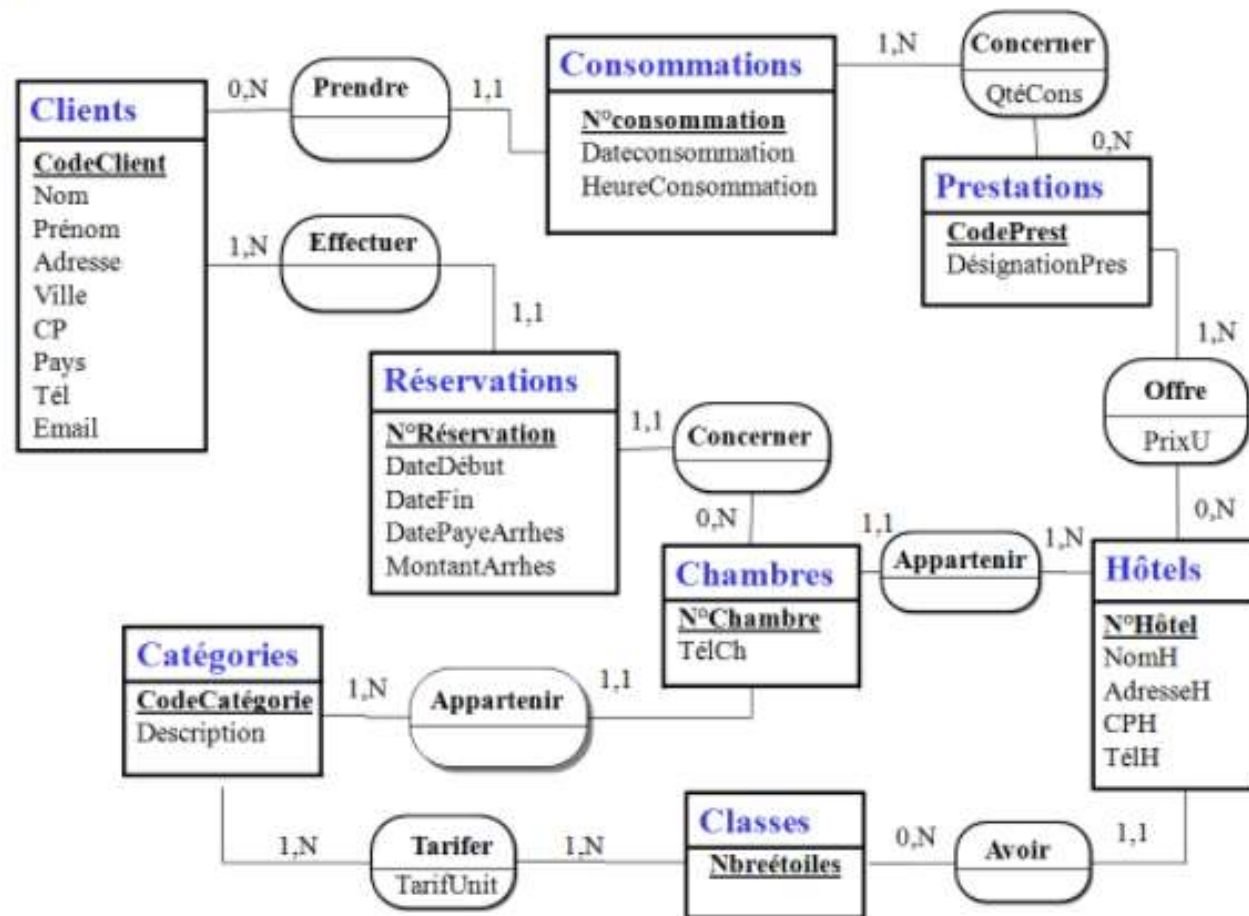 Clients
CodeClient
Nom
Prénom
Adresse
Ville
CP
Pays
Tél
Email
0,N
Prendre
1,1
Consommations
N°consommation
Dateconsommation
HeureConsommation
1,N
Concerner
QtéCons
0,N
Prestations
CodePrest
DésignationPres
1,N
Effectuer
1,1
Réservations
N°Réservation
DateDébut
DateFin
DatePayeArrhes
MontantArrhes
1,1
Concerner
0,N
1,N
Offre
PrixU
0,N
Chambres
N°Chambre
TélCh
1,1
Appartenir
1,N
Hôtels
N°Hôtel
NomH
AdresseH
CPH
TélH
Catégories
CodeCatégorie
Description
1,N
Appartenir
1,1
1,N
Tarifer
TarifUnit
1,N
Classes
Nbreétoiles
0,N
Avoir
1,1